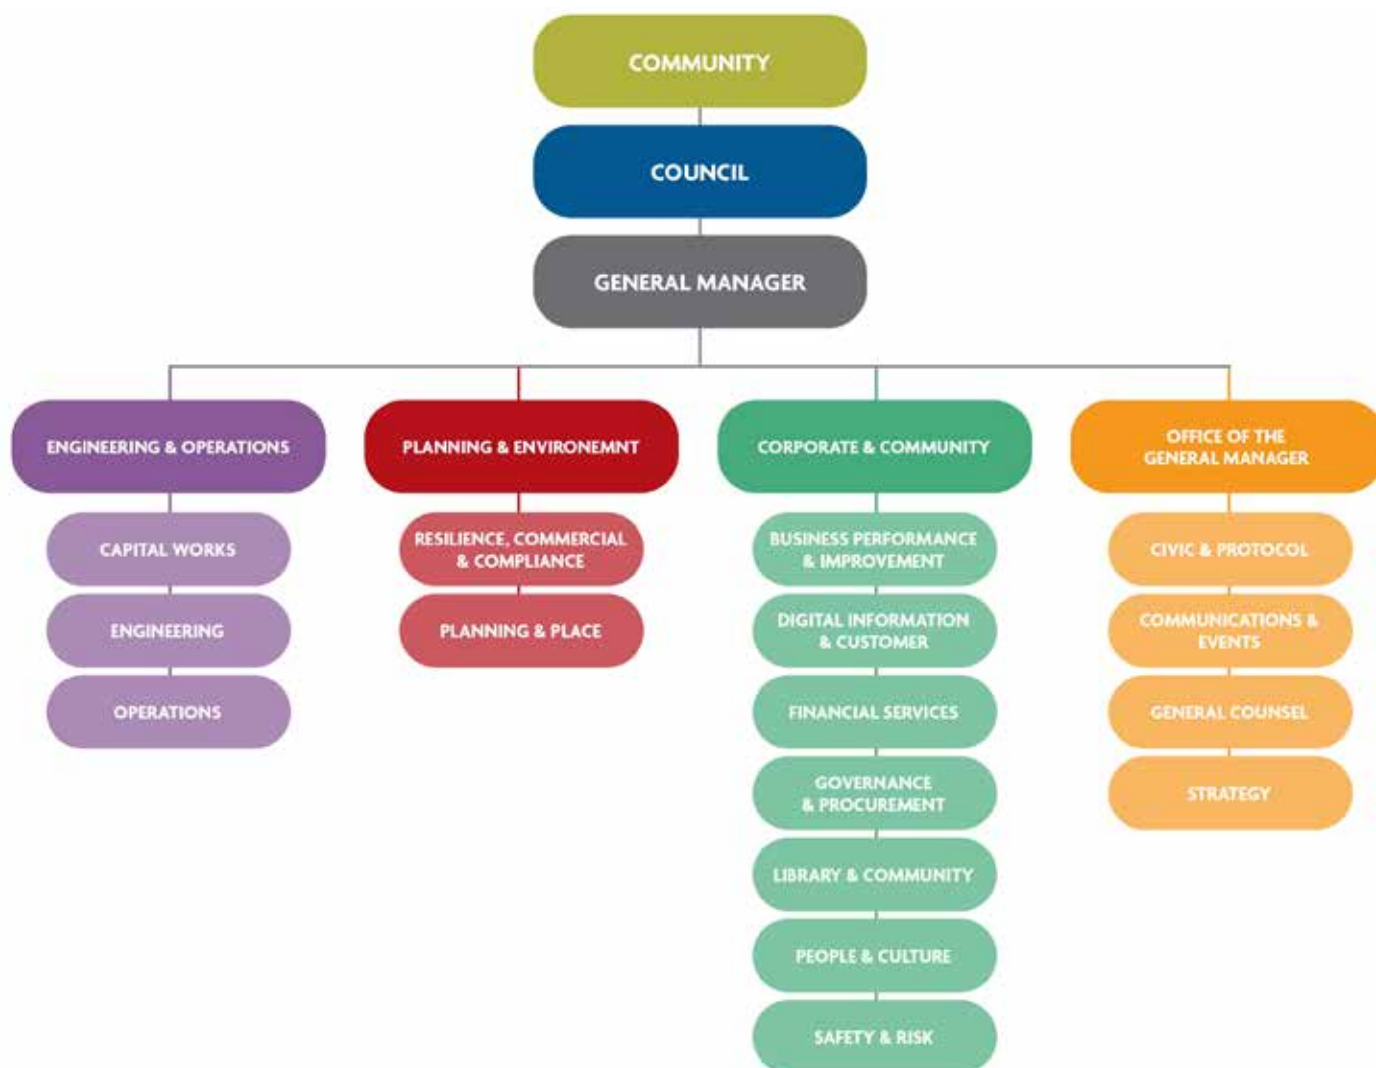 COMMUNITY
COUNCIL
GENERAL MANAGER
ENGINEERING & OPERATIONS
CAPITAL WORKS
ENGINEERING
OPERATIONS
PLANNING & ENVIRONEMNT
RESILIENCE, COMMERCIAL
& COMPLIANCE
PLANNING & PLACE
CORPORATE & COMMUNITY
BUSINESS PERFORMANCE
& IMPROVEMENT
DIGITAL INFORMATION
& CUSTOMER
FINANCIAL SERVICES
GOVERNANCE
& PROCUREMENT
LIBRARY & COMMUNITY
PEOPLE & CULTURE
SAFETY & RISK
OFFICE OF THE
GENERAL MANAGER
CIVIC & PROTOCOL
COMMUNICATIONS &
EVENTS
GENERAL COUNSEL
STRATEGY